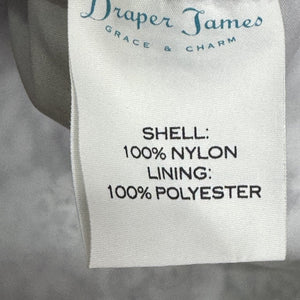 Draper James
GRACE & CHARM
SHELL:
100% NYLON
LINING:
100% POLYESTER